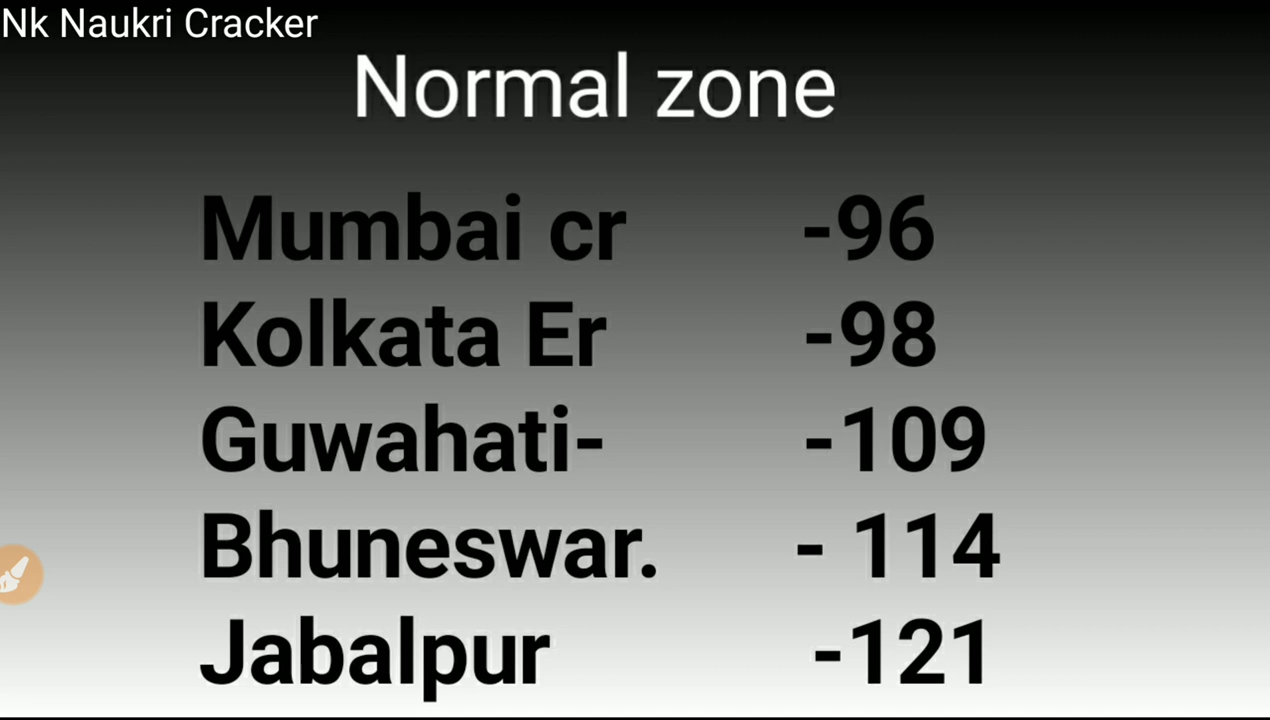 Nk Naukri Cracker
Normal zone
Mumbai cr -96
Kolkata Er -98
Guwahati- -109
Bhuneswar. - 114
Jabalpur -121